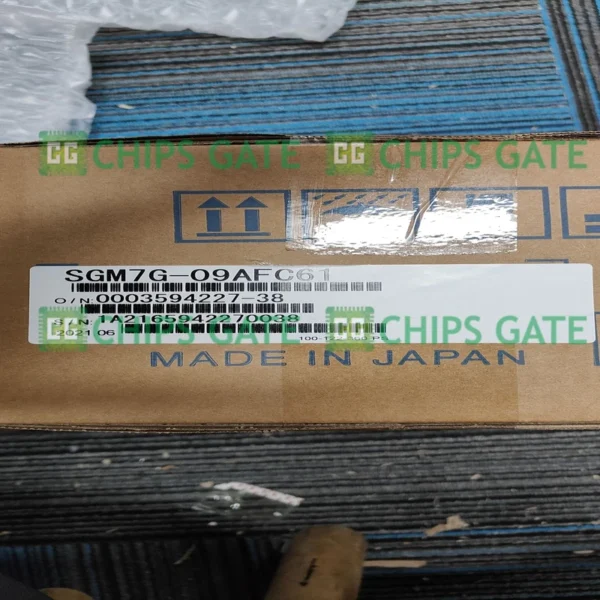 CG CHIPS GATE CG CHIPS GATE
SGM7G-09AFC61
O/N 0003594227-38
S/N 1A2165942270038
2021.06
CG CHIPS GATE CG CHIPS GATE
MADE IN JAPAN